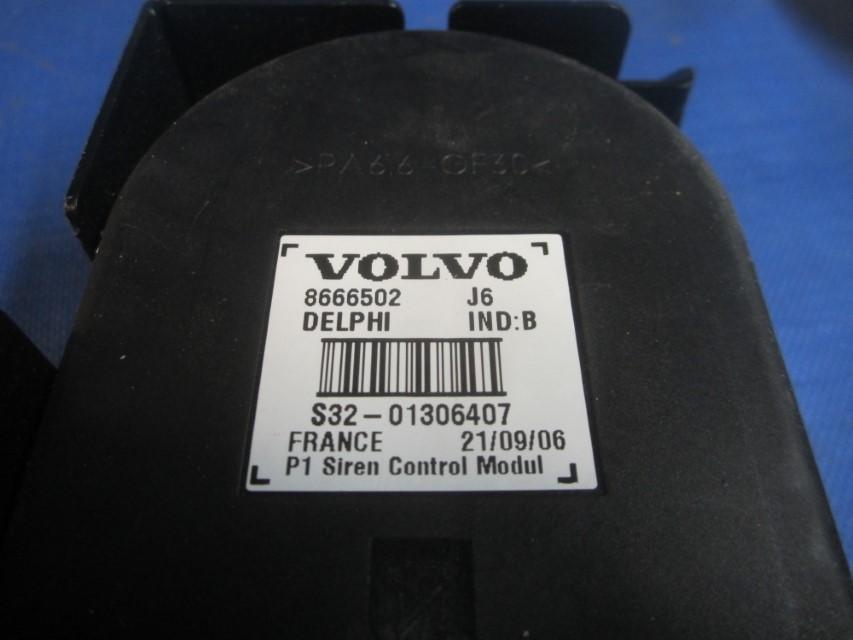 >PA6.6 GF30<
VOLVO
8666502 J6
DELPHI IND:B
S32-01306407
FRANCE 21/09/06
P1 Siren Control Modul